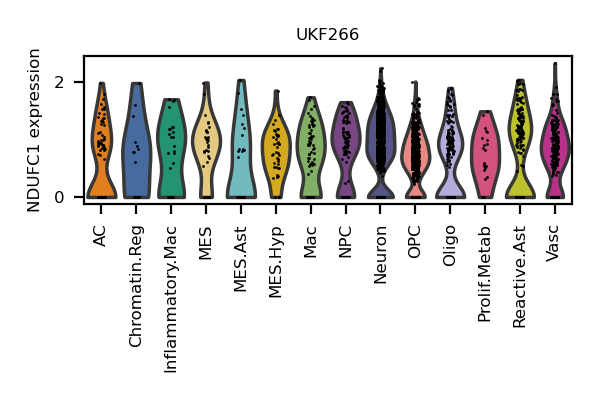 UKF266
NDUFC1 expression
2
0
AC
Chromatin.Reg
Inflammatory.Mac
MES
MES.Ast
MES.Hyp
Mac
NPC
Neuron
OPC
Oligo
Prolif.Metab
Reactive.Ast
Vasc